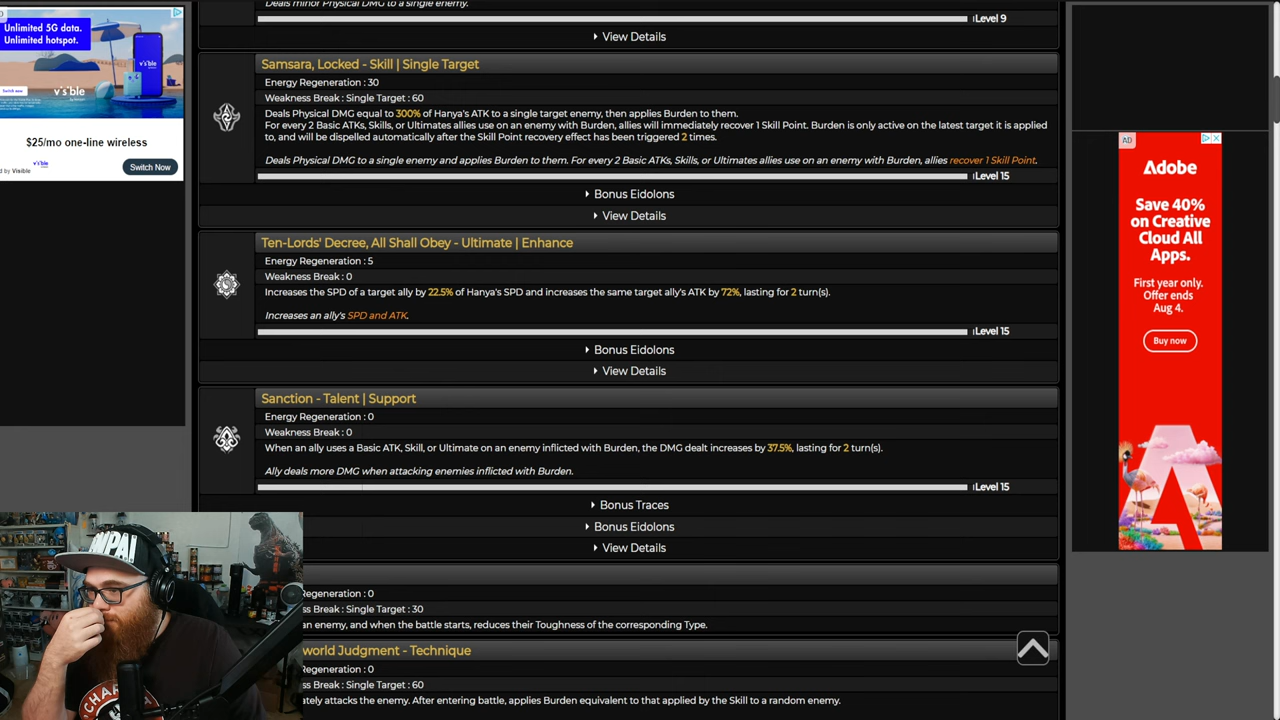 Unlimited 5G data.
Unlimited hotspot.
Switch now
v's ble
$25/mo one-line wireless
d by Visible
Switch Now
Deals minor Physical DMG to a single enemy.
Level 9
View Details
Samsara, Locked - Skill | Single Target
Energy Regeneration : 30
Weakness Break : Single Target : 60
Deals Physical DMG equal to 300% of Hanya's ATK to a single target enemy, then applies Burden to them.
For every 2 Basic ATKs, Skills, or Ultimates allies use on an enemy with Burden, allies will immediately recover 1 Skill Point. Burden is only active on the latest target it is applied
to, and will be dispelled automatically after the Skill Point recovery effect has been triggered 2 times.
Deals Physical DMG to a single enemy and applies Burden to them. For every 2 Basic ATKs, Skills, or Ultimates allies use on an enemy with Burden, allies recover 1 Skill Point.
Level 15
Bonus Eidolons
View Details
Ten-Lords' Decree, All Shall Obey - Ultimate | Enhance
Energy Regeneration : 5
Weakness Break : 0
Increases the SPD of a target ally by 22.5% of Hanya's SPD and increases the same target ally's ATK by 72%, lasting for 2 turn(s).
Increases an ally's SPD and ATK.
Level 15
Bonus Eidolons
View Details
Sanction - Talent | Support
Energy Regeneration : 0
Weakness Break : 0
When an ally uses a Basic ATK, Skill, or Ultimate on an enemy inflicted with Burden, the DMG dealt increases by 37.5%, lasting for 2 turn(s).
Ally deals more DMG when attacking enemies inflicted with Burden.
Level 15
Bonus Traces
Bonus Eidolons
View Details
Regeneration : 0
ss Break : Single Target : 30
an enemy, and when the battle starts, reduces their Toughness of the corresponding Type.
world Judgment - Technique
Regeneration : 0
ss Break : Single Target : 60
ately attacks the enemy. After entering battle, applies Burden equivalent to that applied by the Skill to a random enemy.
AD
Adobe
Save 40%
on Creative
Cloud All
Apps.
First year only.
Offer ends
Aug 4.
Buy now